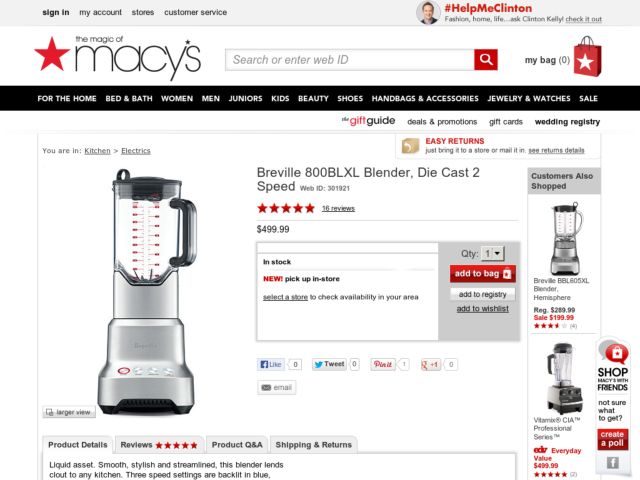 sign in my account stores customer service
#HelpMeClinton
Fashion, home, life...ask Clinton Kelly! check it out
the magic of
macy's
Search or enter web ID
my bag (0)
FOR THE HOME BED & BATH WOMEN MEN JUNIORS KIDS BEAUTY SHOES HANDBAGS & ACCESSORIES JEWELRY & WATCHES SALE
the giftguide deals & promotions gift cards wedding registry
You are in: Kitchen > Electrics
EASY RETURNS
just bring it to a store or mail it in. see returns details
Breville 800BLXL Blender, Die Cast 2
Speed Web ID: 301921
16 reviews
$499.99
In stock
NEW! pick up in-store
select a store to check availability in your area
Qty: 1
add to bag
add to registry
add to wishlist
Like 0
Tweet 0
Pin it 1
+1 0
email
Breville
larger view
Product Details Reviews Product Q&A Shipping & Returns
Liquid asset. Smooth, stylish and streamlined, this blender lends
clout to any kitchen. Three speed settings are backlit in blue,
Customers Also
Shopped
Breville BBL605XL
Blender,
Hemisphere
Reg. $289.99
Sale $199.99
(4)
Vitamix® CIA™
Professional
Series™
edv Everyday
Value
$499.99
(2)
SHOP
MACY'S WITH
FRIENDS
not sure
what to
get?
create
a poll